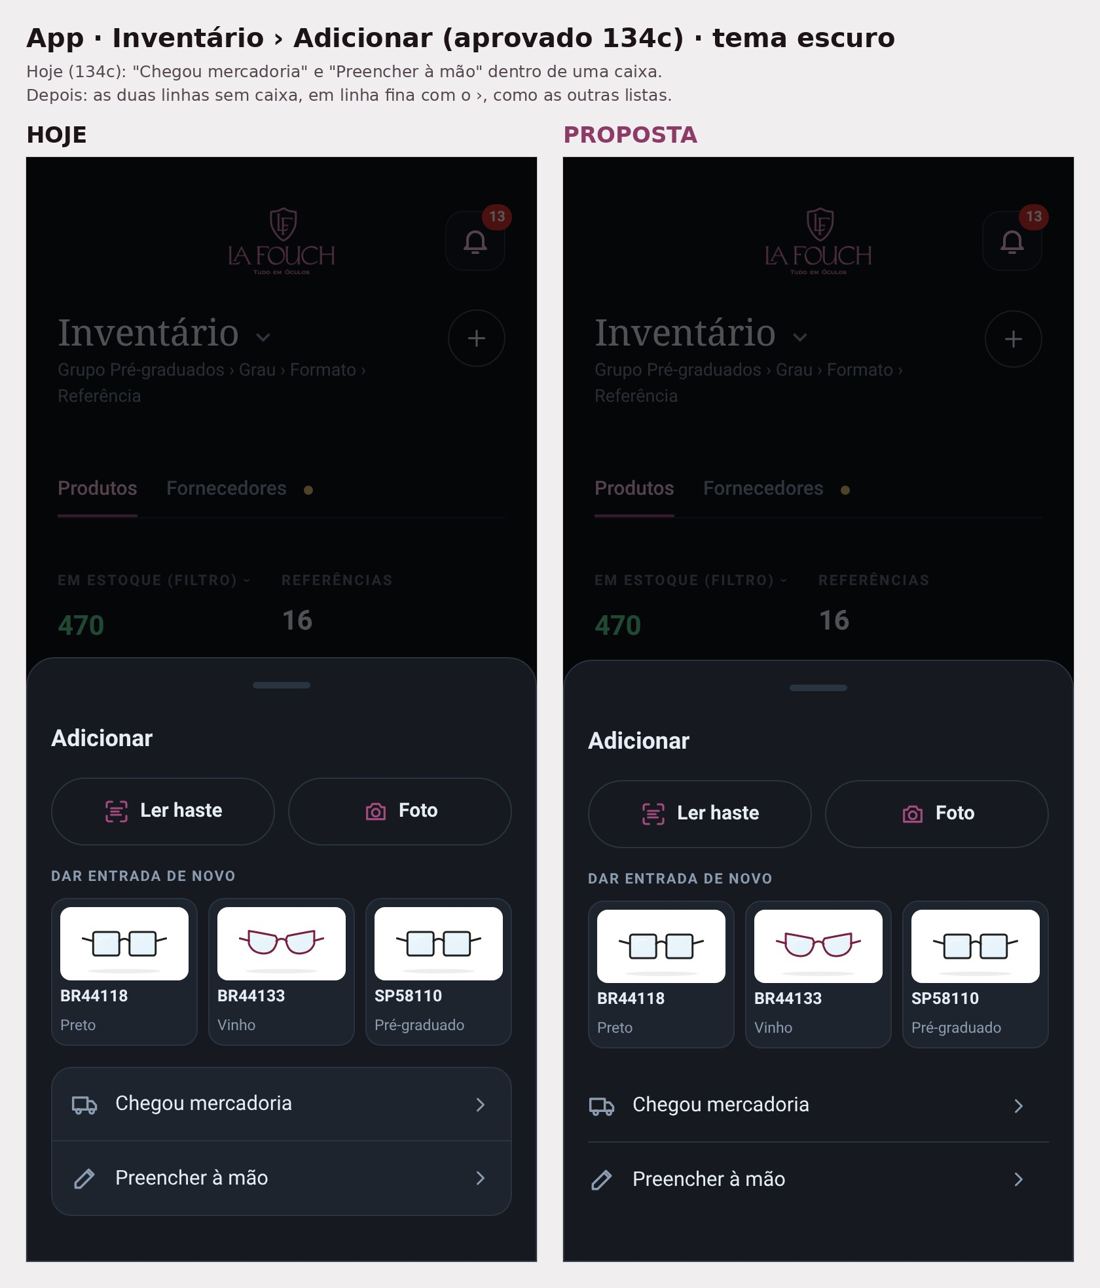 App · Inventário › Adicionar (aprovado 134c) · tema escuro
Hoje (134c): "Chegou mercadoria" e "Preencher à mão" dentro de uma caixa.
Depois: as duas linhas sem caixa, em linha fina com o ›, como as outras listas.
HOJE
13
LF
LA FOUCH
Tudo em Óculos
Inventário
Grupo Pré-graduados › Grau › Formato ›
Referência
Produtos Fornecedores
EM ESTOQUE (FILTRO) REFERÊNCIAS
470 16
Adicionar
Ler haste Foto
DAR ENTRADA DE NOVO
BR44118 BR44133 SP58110
Preto Vinho Pré-graduado
Chegou mercadoria
Preencher à mão
PROPOSTA
13
LF
LA FOUCH
Tudo em Óculos
Inventário
Grupo Pré-graduados › Grau › Formato ›
Referência
Produtos Fornecedores
EM ESTOQUE (FILTRO) REFERÊNCIAS
470 16
Adicionar
Ler haste Foto
DAR ENTRADA DE NOVO
BR44118 BR44133 SP58110
Preto Vinho Pré-graduado
Chegou mercadoria
Preencher à mão